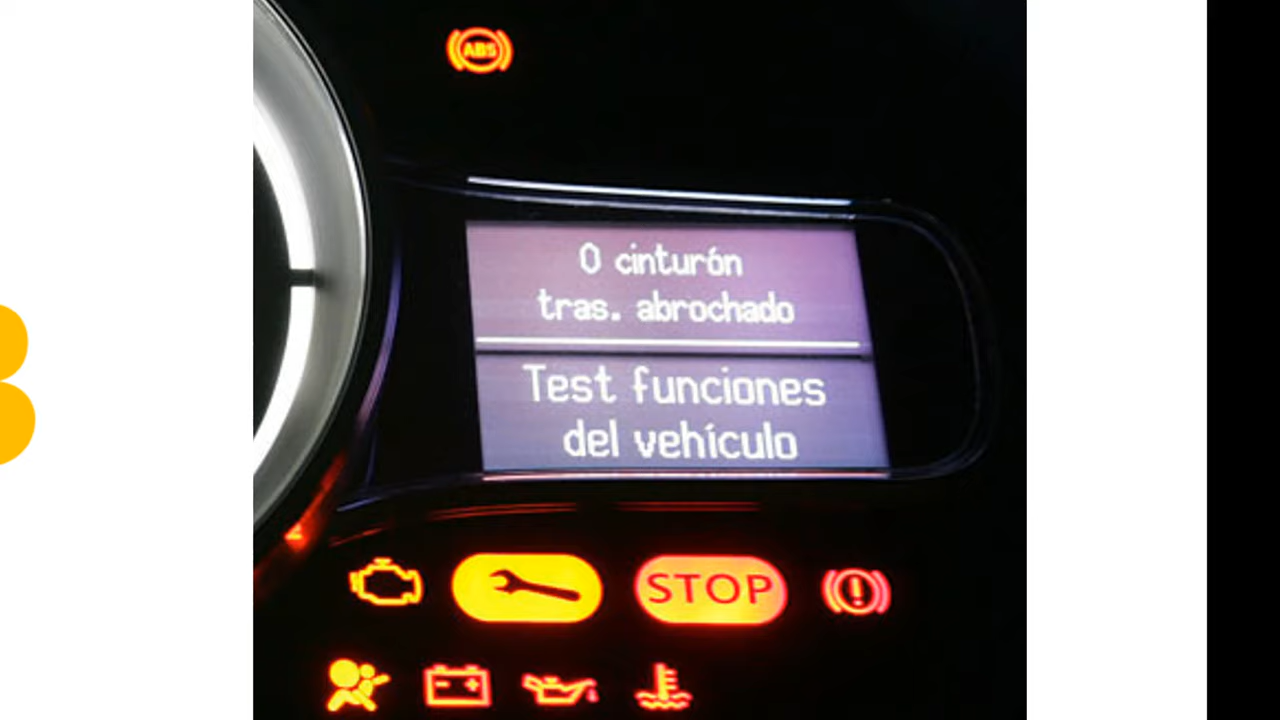 ABS
0 cinturón
tras. abrochado
Test funciones
del vehículo
STOP